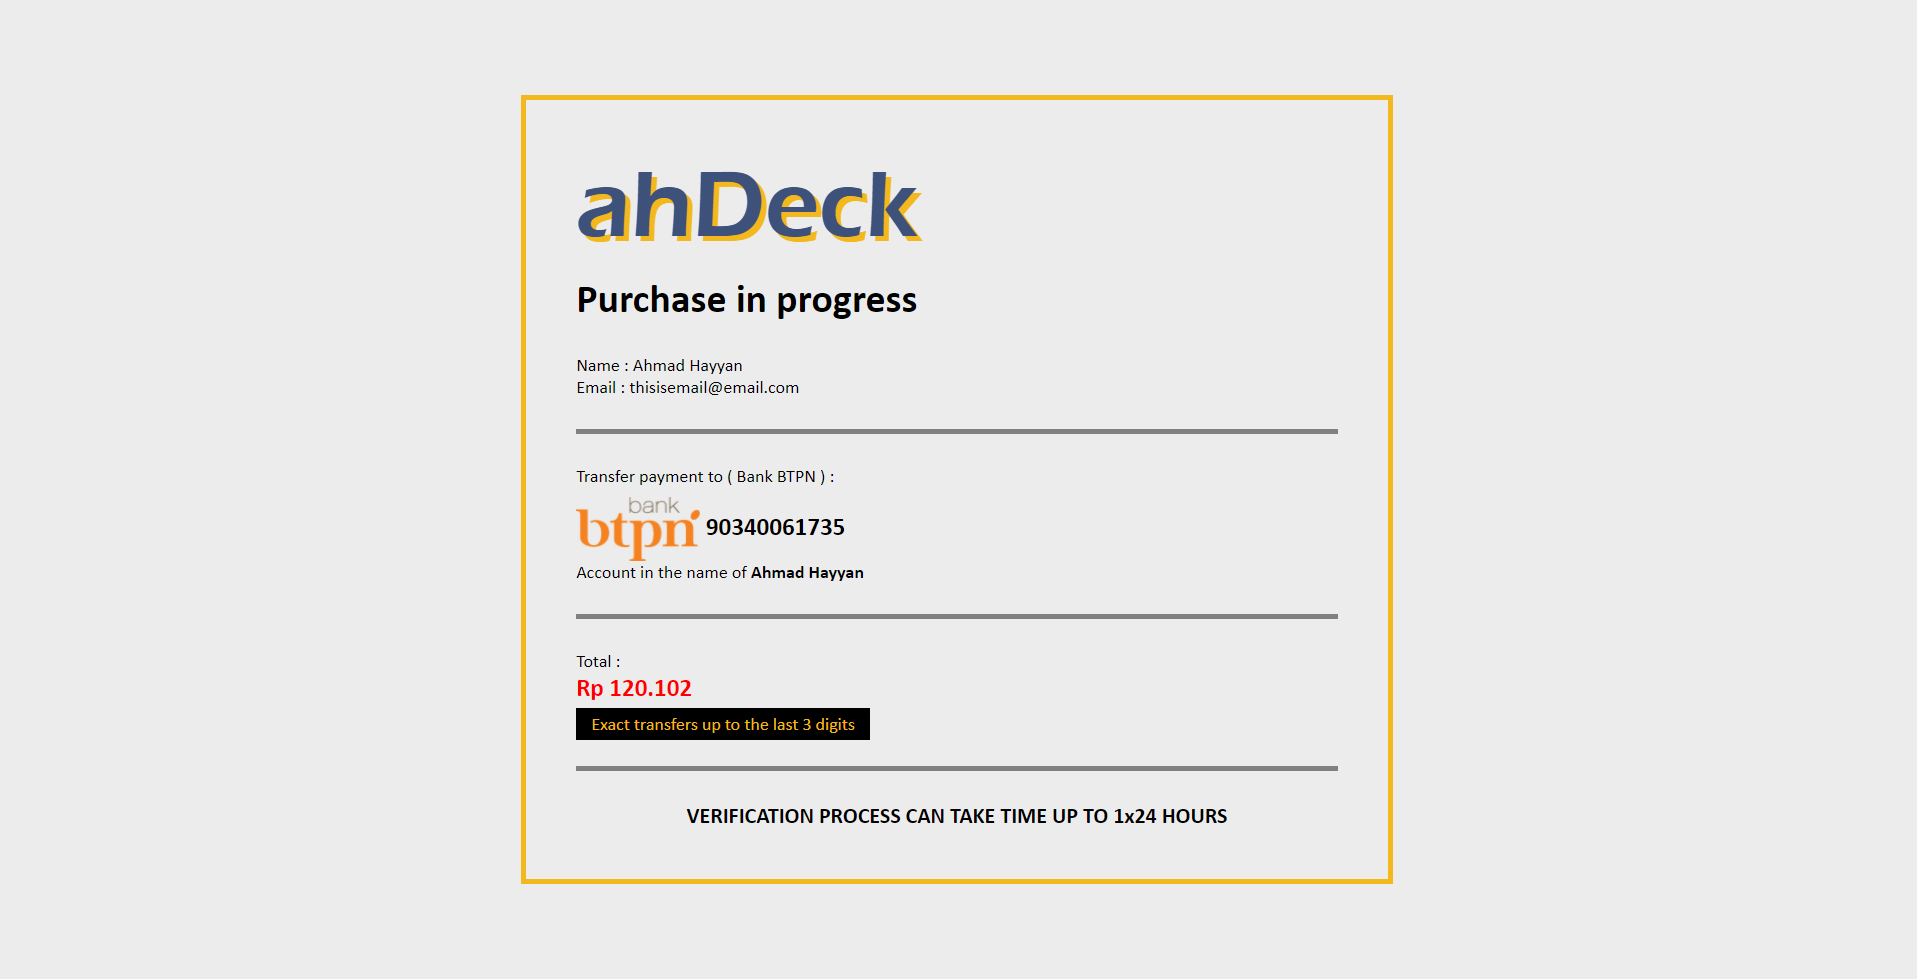 ahDeck
Purchase in progress
Name : Ahmad Hayyan
Email : thisisemail@email.com
Transfer payment to ( Bank BTPN ) :
bank
btpn
90340061735
Account in the name of Ahmad Hayyan
Total :
Rp 120.102
Exact transfers up to the last 3 digits
VERIFICATION PROCESS CAN TAKE TIME UP TO 1x24 HOURS